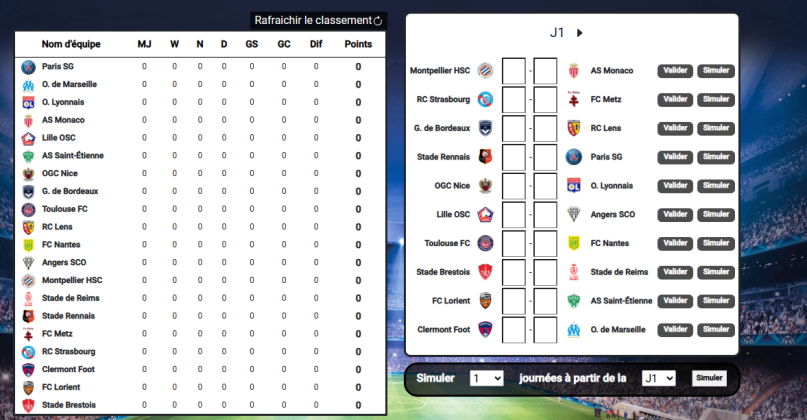 Rafraichir le classement
Nom d'équipe MJ W N D GS GC Dif Points
Paris SG 0 0 0 0 0 0 0 0
O. de Marseille 0 0 0 0 0 0 0 0
O. Lyonnais 0 0 0 0 0 0 0 0
AS Monaco 0 0 0 0 0 0 0 0
Lille OSC 0 0 0 0 0 0 0 0
AS Saint-Étienne 0 0 0 0 0 0 0 0
OGC Nice 0 0 0 0 0 0 0 0
G. de Bordeaux 0 0 0 0 0 0 0 0
Toulouse FC 0 0 0 0 0 0 0 0
RC Lens 0 0 0 0 0 0 0 0
FC Nantes 0 0 0 0 0 0 0 0
Angers SCO 0 0 0 0 0 0 0 0
Montpellier HSC 0 0 0 0 0 0 0 0
Stade de Reims 0 0 0 0 0 0 0 0
Stade Rennais 0 0 0 0 0 0 0 0
FC Metz 0 0 0 0 0 0 0 0
RC Strasbourg 0 0 0 0 0 0 0 0
Clermont Foot 0 0 0 0 0 0 0 0
FC Lorient 0 0 0 0 0 0 0 0
Stade Brestois 0 0 0 0 0 0 0 0
J1
Montpellier HSC - AS Monaco Valider Simuler
RC Strasbourg - FC Metz Valider Simuler
G. de Bordeaux - RC Lens Valider Simuler
Stade Rennais - Paris SG Valider Simuler
OGC Nice - O. Lyonnais Valider Simuler
Lille OSC - Angers SCO Valider Simuler
Toulouse FC - FC Nantes Valider Simuler
Stade Brestois - Stade de Reims Valider Simuler
FC Lorient - AS Saint-Étienne Valider Simuler
Clermont Foot - O. de Marseille Valider Simuler
Simuler 1 journées à partir de la J1 Simuler